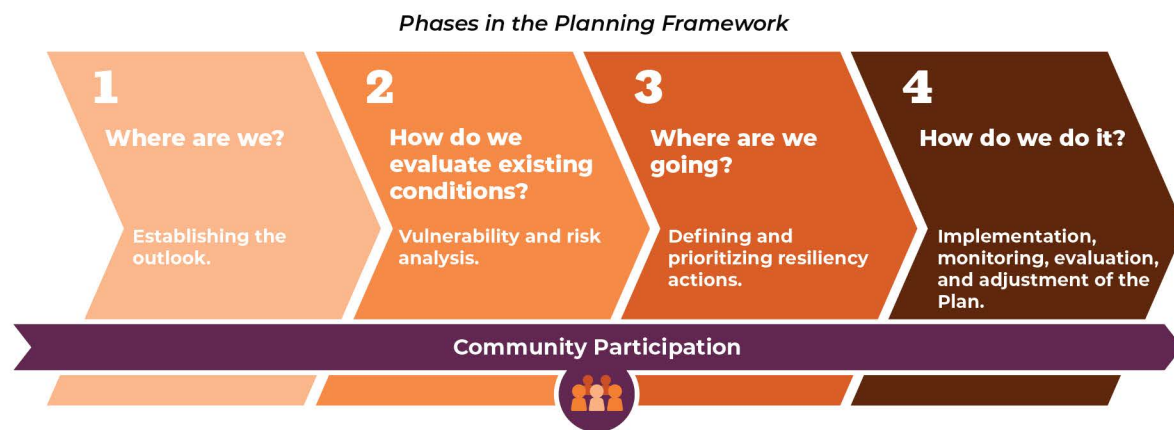 Phases in the Planning Framework
1
Where are we?
Establishing the
outlook.
2
How do we
evaluate existing
conditions?
Vulnerability and risk
analysis.
3
Where are we
going?
Defining and
prioritizing resiliency
actions.
4
How do we do it?
Implementation,
monitoring, evaluation,
and adjustment of the
Plan.
Community Participation